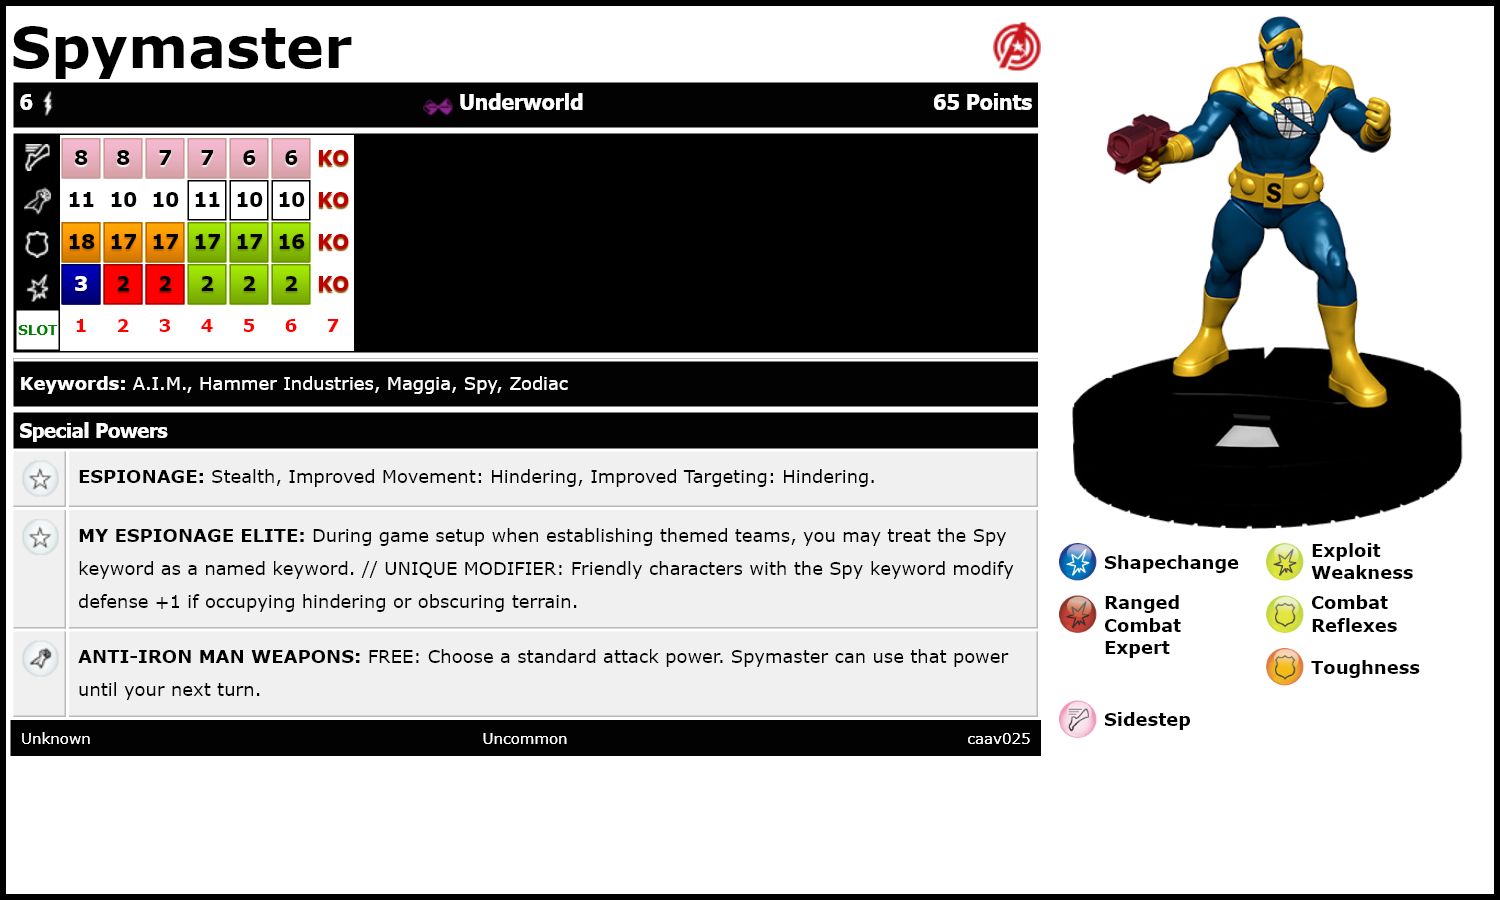 Spymaster
6 Underworld 65 Points
8 8 7 7 6 6 KO
11 10 10 11 10 10 KO
18 17 17 17 17 16 KO
3 2 2 2 2 2 KO
SLOT 1 2 3 4 5 6 7
Keywords: A.I.M., Hammer Industries, Maggia, Spy, Zodiac
Special Powers
ESPIONAGE: Stealth, Improved Movement: Hindering, Improved Targeting: Hindering.
MY ESPIONAGE ELITE: During game setup when establishing themed teams, you may treat the Spy
keyword as a named keyword. // UNIQUE MODIFIER: Friendly characters with the Spy keyword modify
defense +1 if occupying hindering or obscuring terrain.
ANTI-IRON MAN WEAPONS: FREE: Choose a standard attack power. Spymaster can use that power
until your next turn.
Unknown Uncommon caav025
S
Shapechange
Ranged
Combat
Expert
Sidestep
Exploit
Weakness
Combat
Reflexes
Toughness